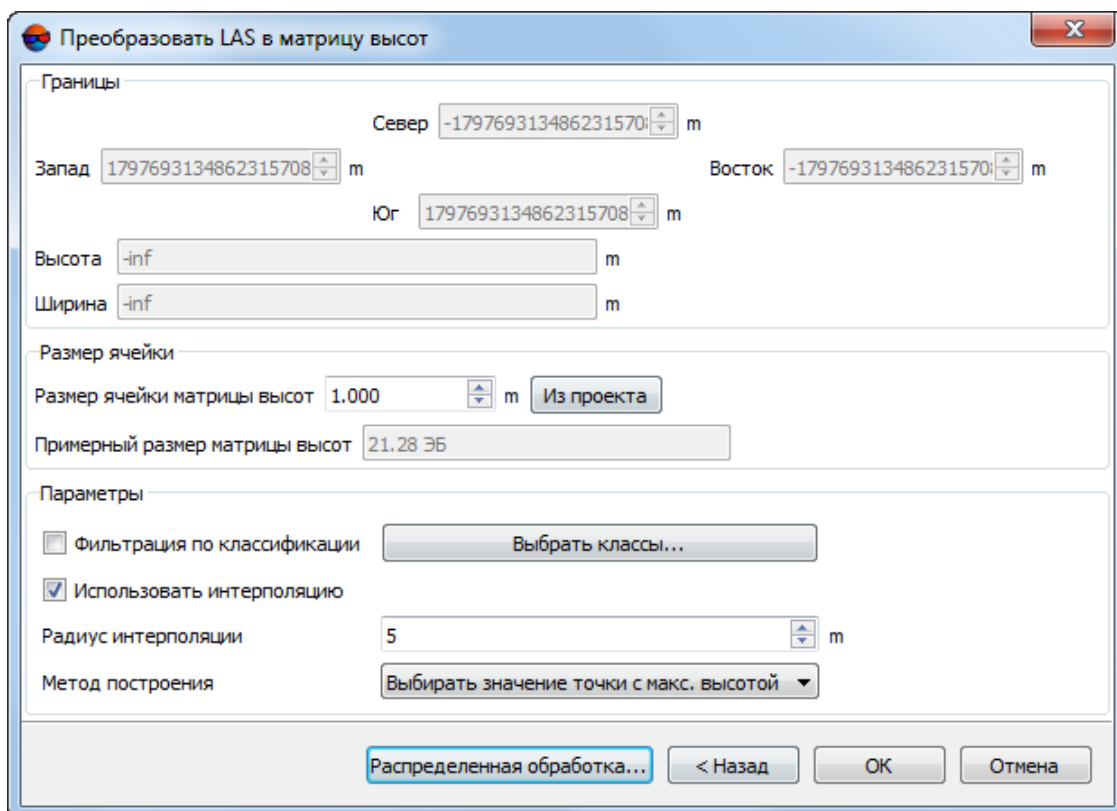 Преобразовать LAS в матрицу высот
Границы
Север -1797693134862315708 m
Запад 1797693134862315708 m Восток -1797693134862315708 m
Юг 1797693134862315708 m
Высота -inf m
Ширина -inf m
Размер ячейки
Размер ячейки матрицы высот 1.000 m Из проекта
Примерный размер матрицы высот 21.28 ЭБ
Параметры
Фильтрация по классификации Выбрать классы...
Использовать интерполяцию
Радиус интерполяции 5 m
Метод построения Выбирать значение точки с макс. высотой
Распределенная обработка... < Назад OK Отмена